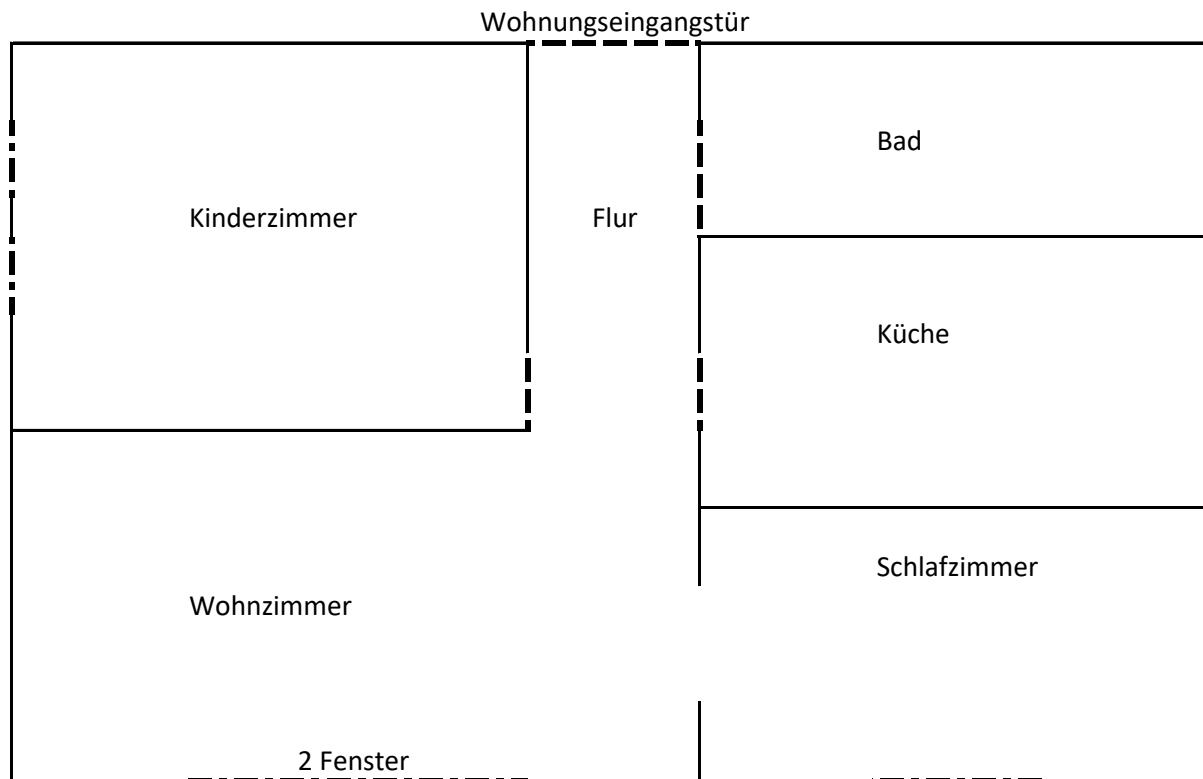 Wohnungseingangstür
Bad
Kinderzimmer
Flur
Küche
Schlafzimmer
Wohnzimmer
2 Fenster